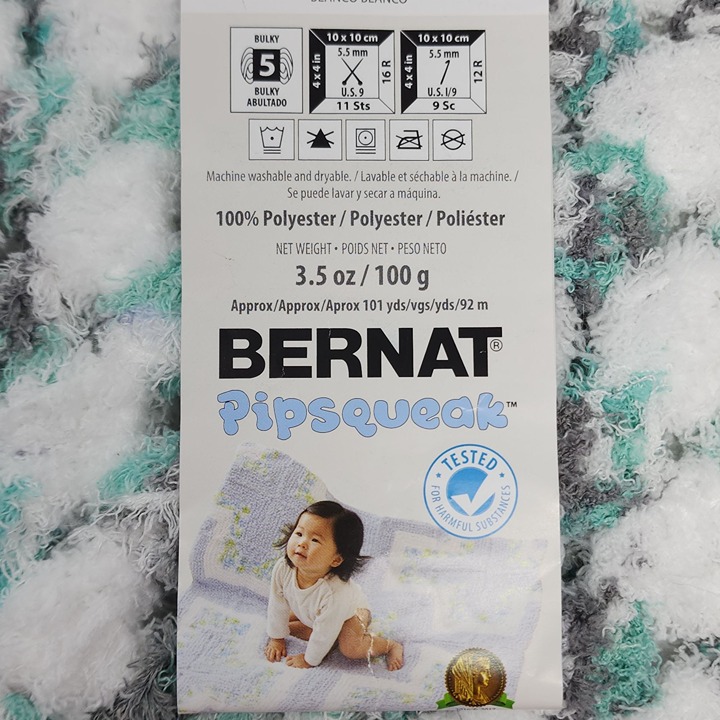 BLANCO BLANCO
BULKY
5
BULKY
ABULTADO
10 x 10 cm
4 x 4 in
5.5 mm
U.S. 9
16 R
11 Sts
10 x 10 cm
4 x 4 in
5.5 mm
U.S. I/9
12 R
9 Sc
Machine washable and dryable. / Lavable et séchable à la machine. /
Se puede lavar y secar a máquina.
100% Polyester / Polyester / Poliéster
NET WEIGHT • POIDS NET • PESO NETO
3.5 oz / 100 g
Approx/Approx/Aprox 101 yds/vgs/yds/92 m
BERNAT®
Pipsqueak™
TESTED
FOR HARMFUL SUBSTANCES